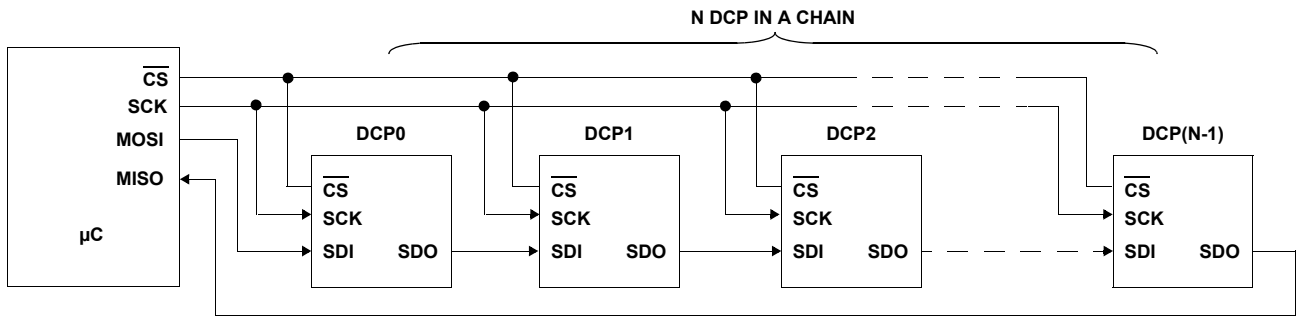 N DCP IN A CHAIN
CS
SCK
MOSI
MISO
µC
DCP0
CS
SCK
SDI SDO
DCP1
CS
SCK
SDI SDO
DCP2
CS
SCK
SDI SDO
DCP(N-1)
CS
SCK
SDI SDO